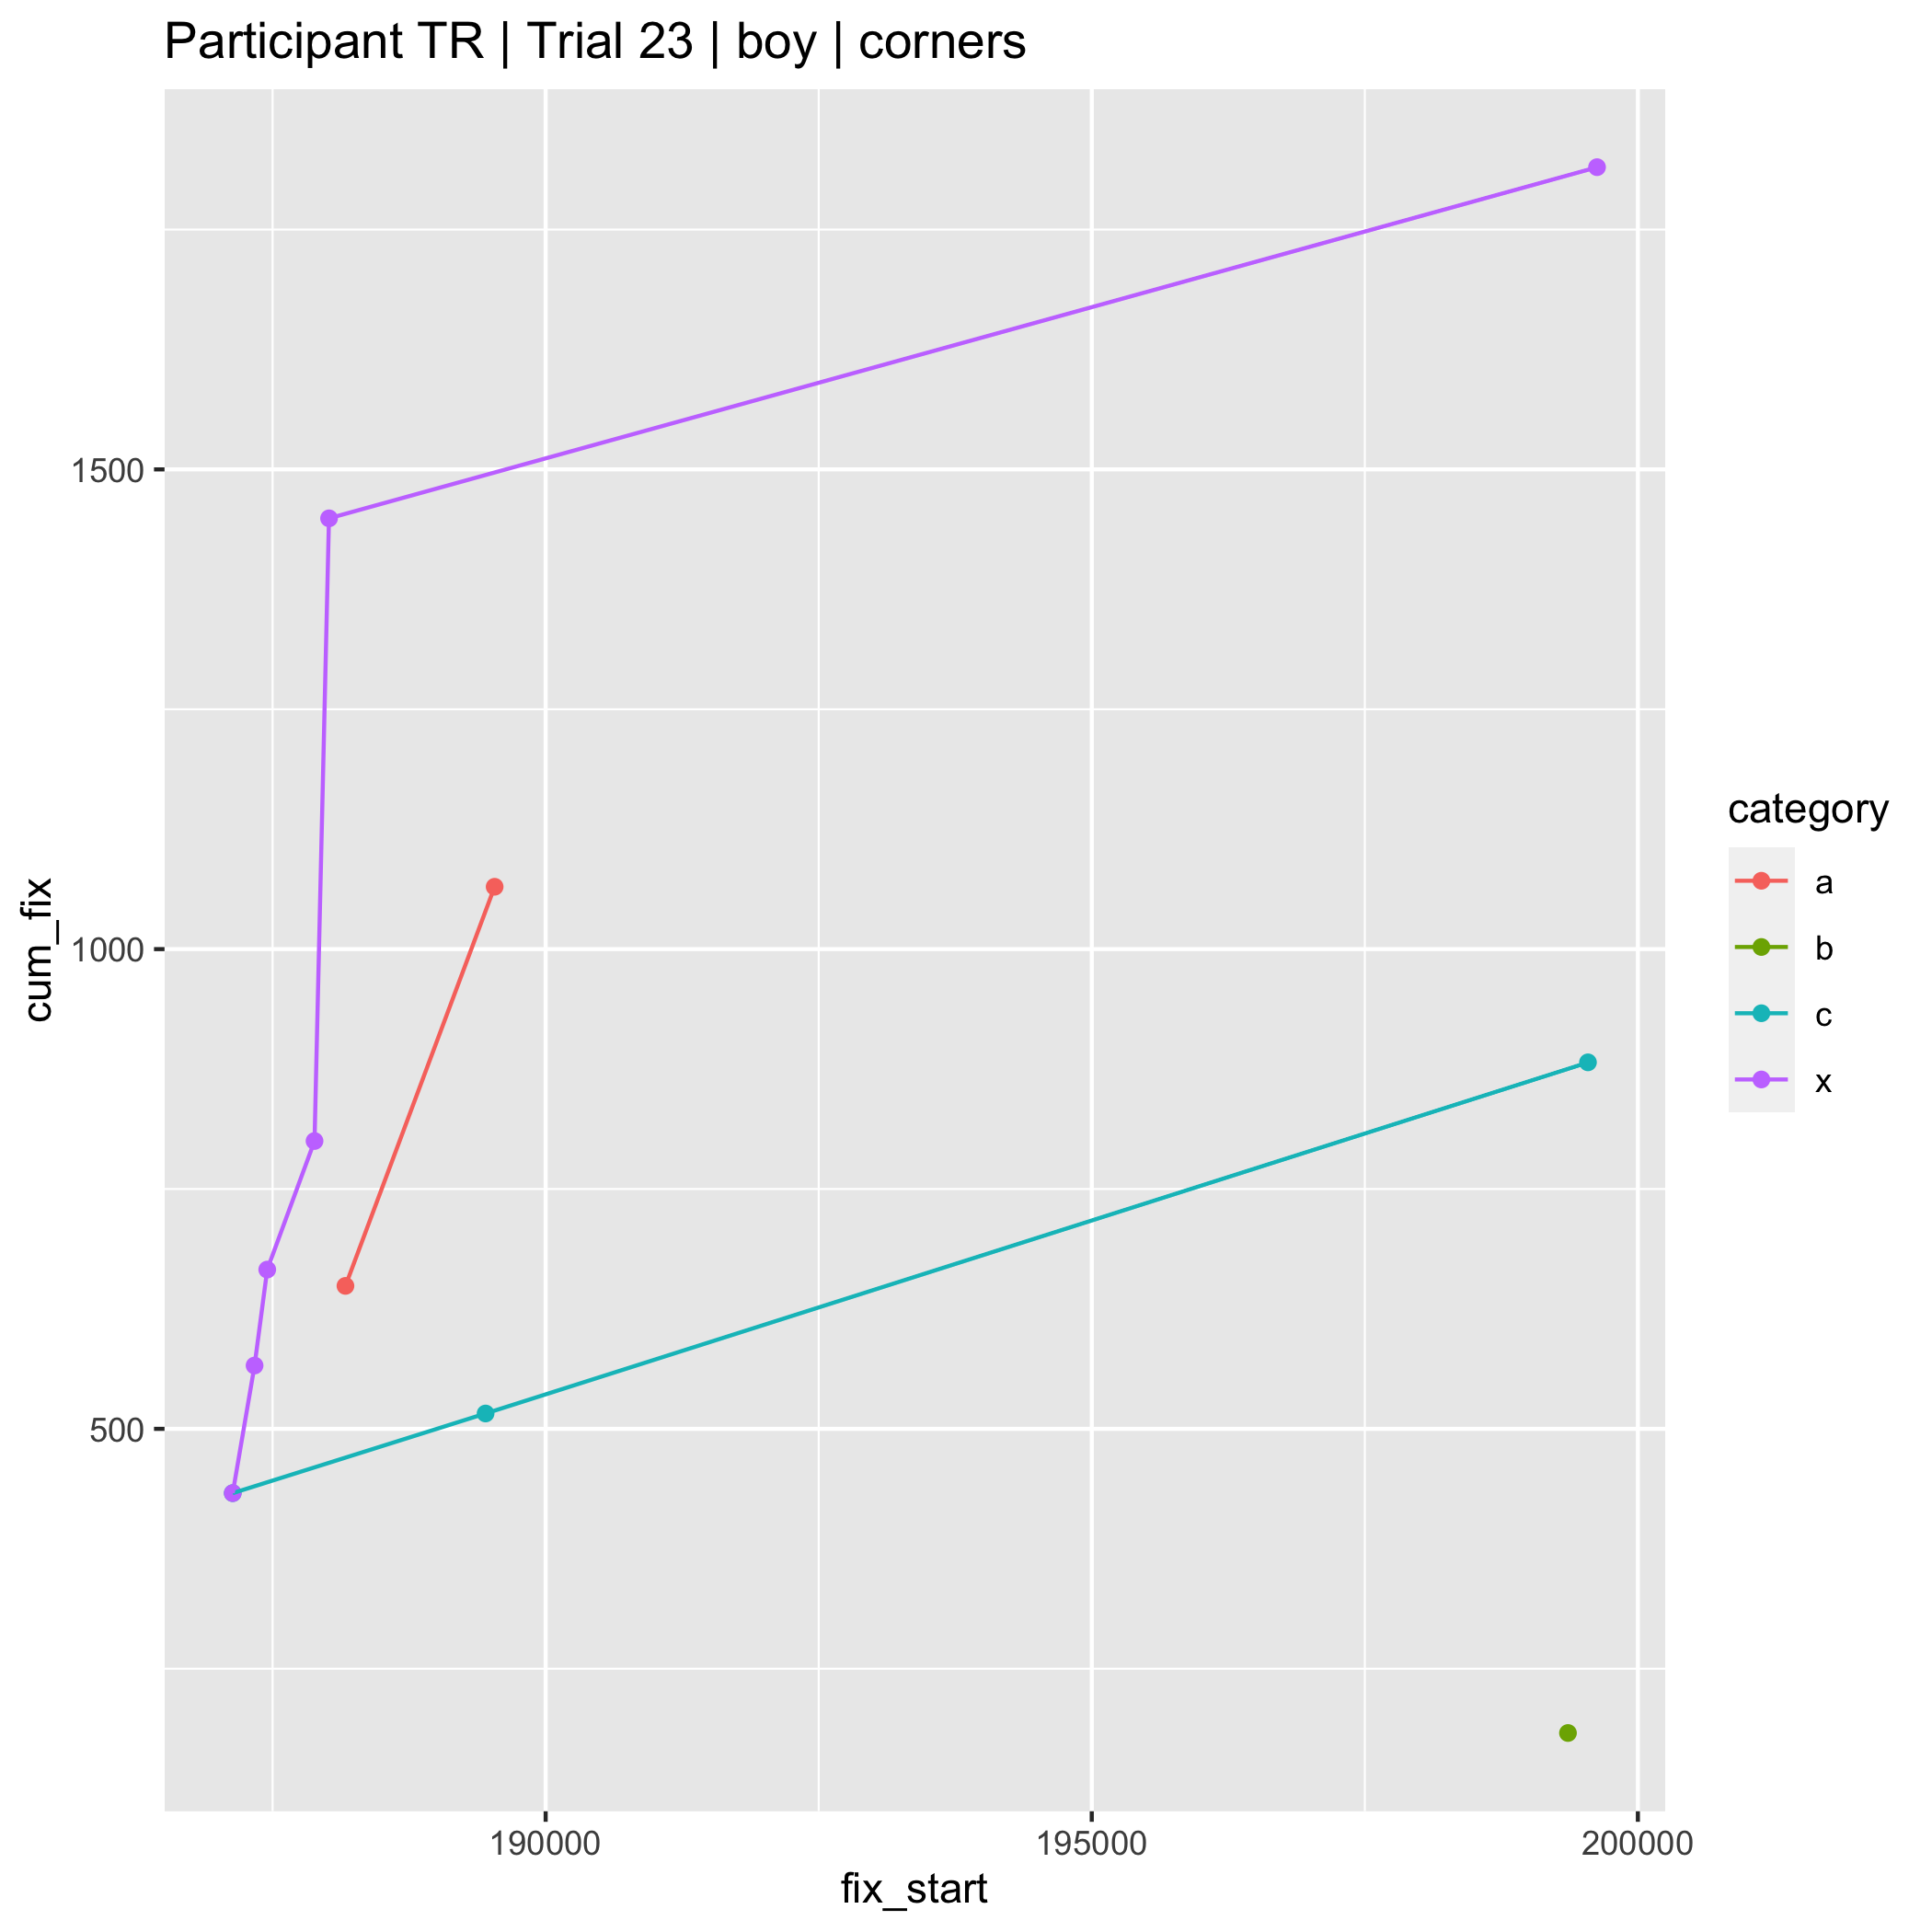 Participant TR | Trial 23 | boy | corners
cum_fix
1500
1000
500
190000
195000
200000
fix_start
category
a
b
c
x